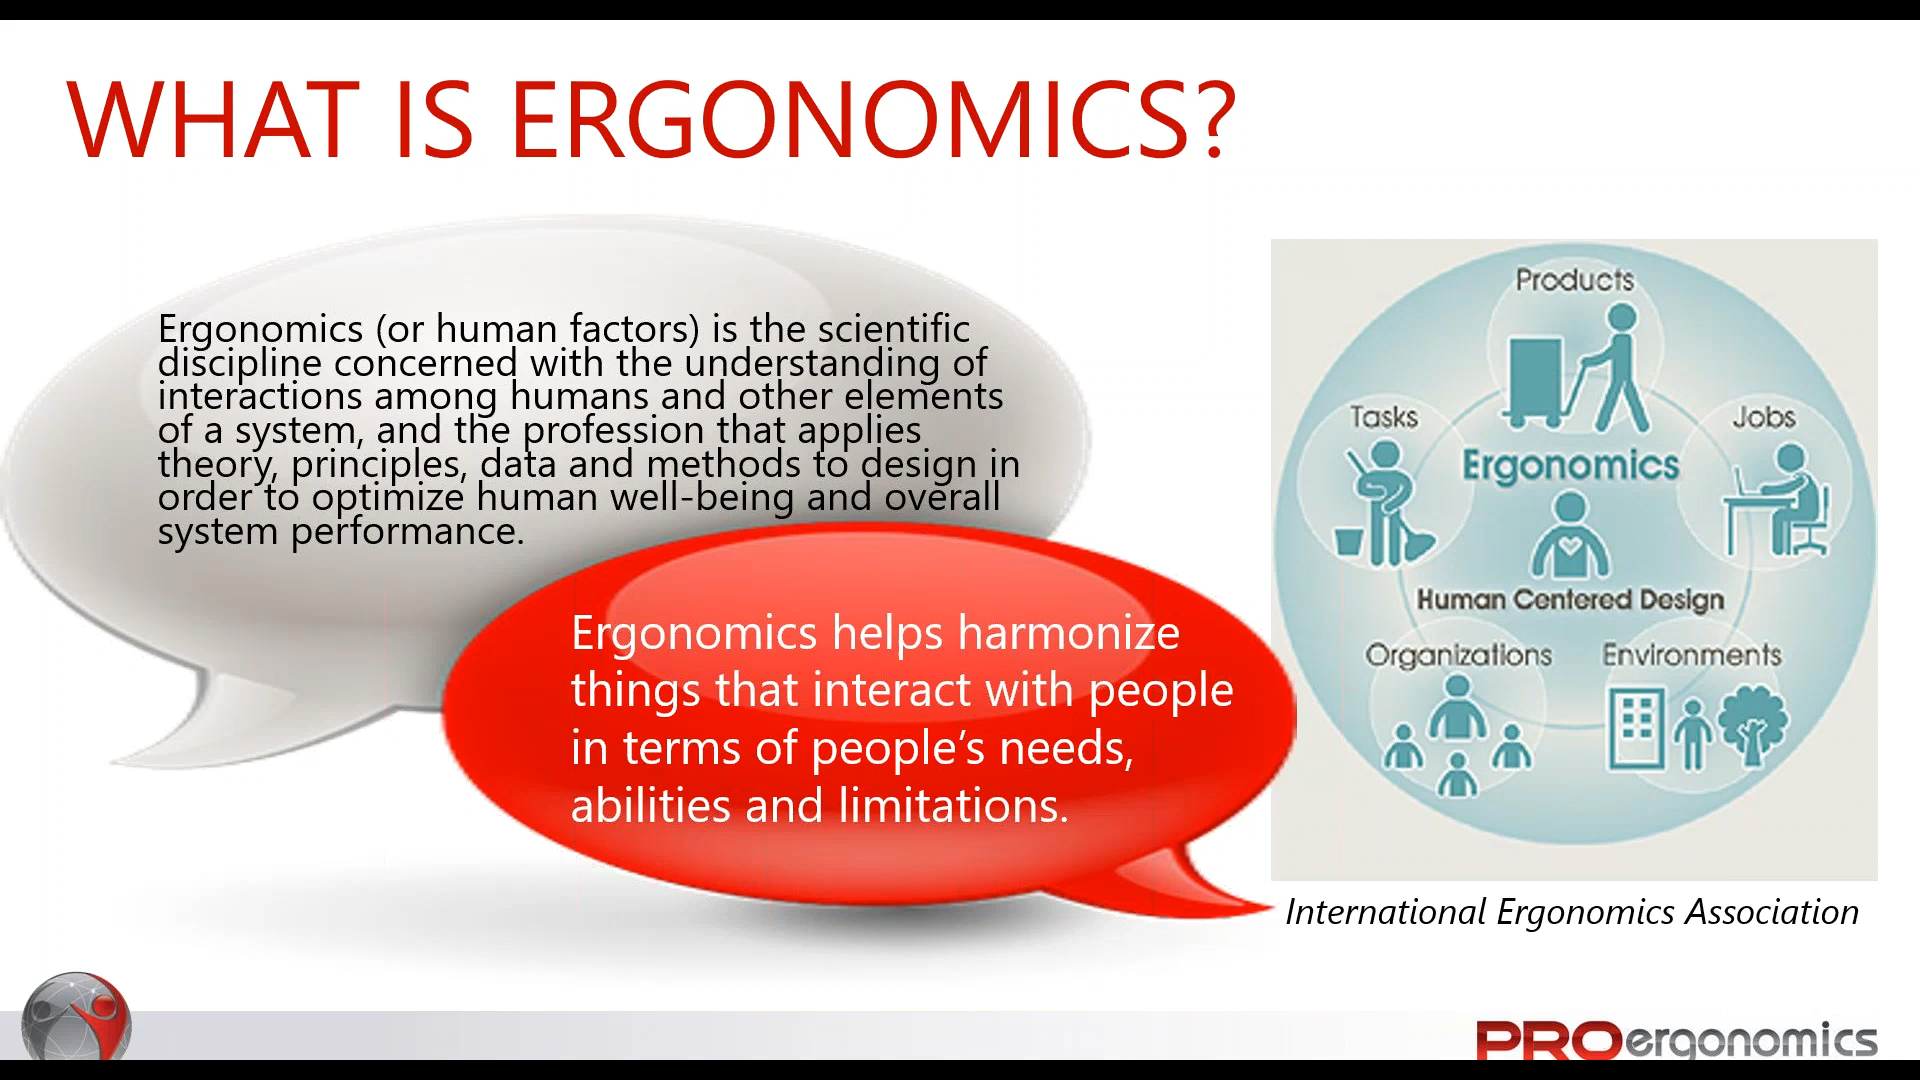 WHAT IS ERGONOMICS?
Ergonomics (or human factors) is the scientific
discipline concerned with the understanding of
interactions among humans and other elements
of a system, and the profession that applies
theory, principles, data and methods to design in
order to optimize human well-being and overall
system performance.
Ergonomics helps harmonize
things that interact with people
in terms of people’s needs,
abilities and limitations.
Products
Tasks
Jobs
Ergonomics
Human Centered Design
Organizations
Environments
International Ergonomics Association
PROergonomics